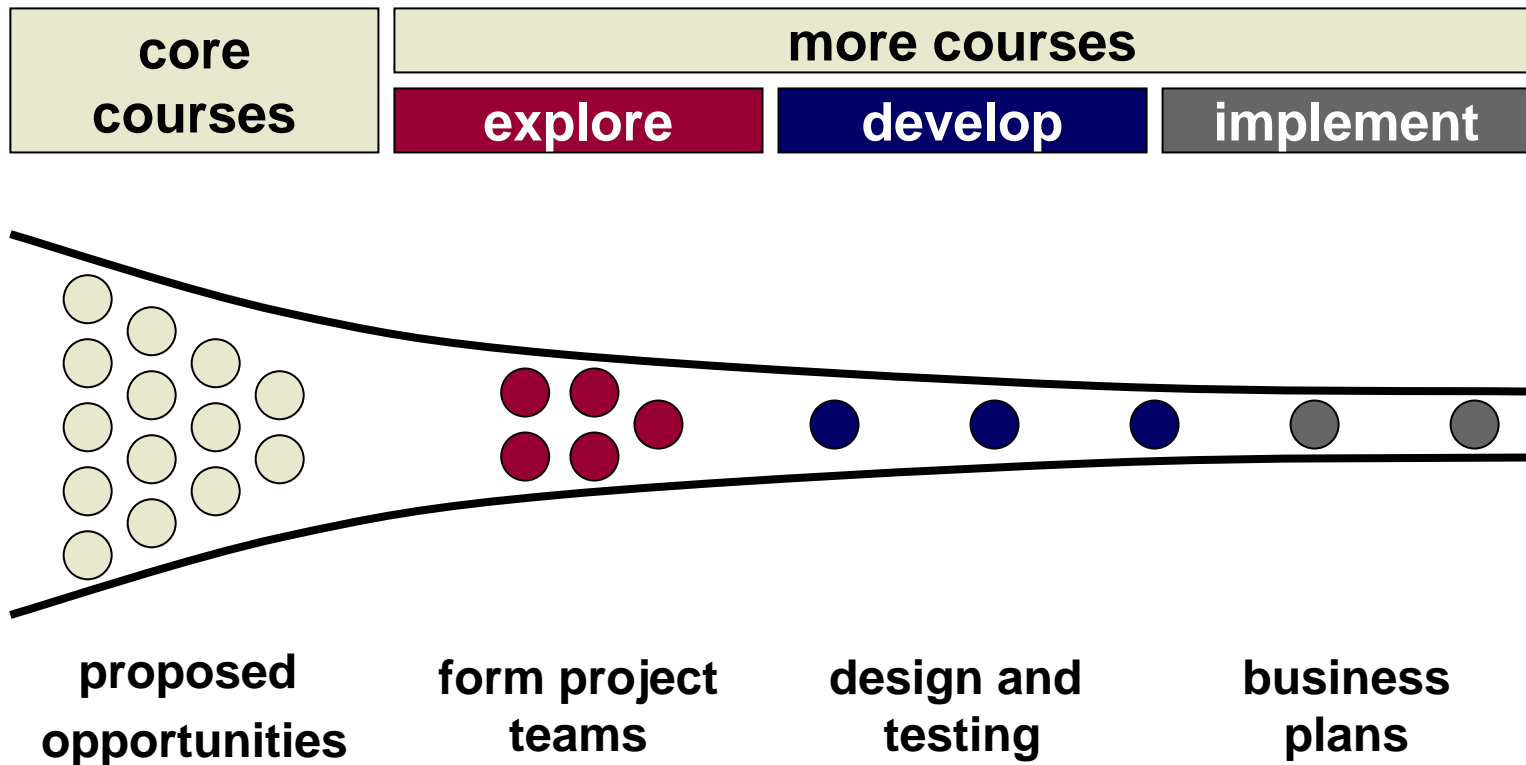 core
courses
more courses
explore
develop
implement
proposed
opportunities
form project
teams
design and
testing
business
plans